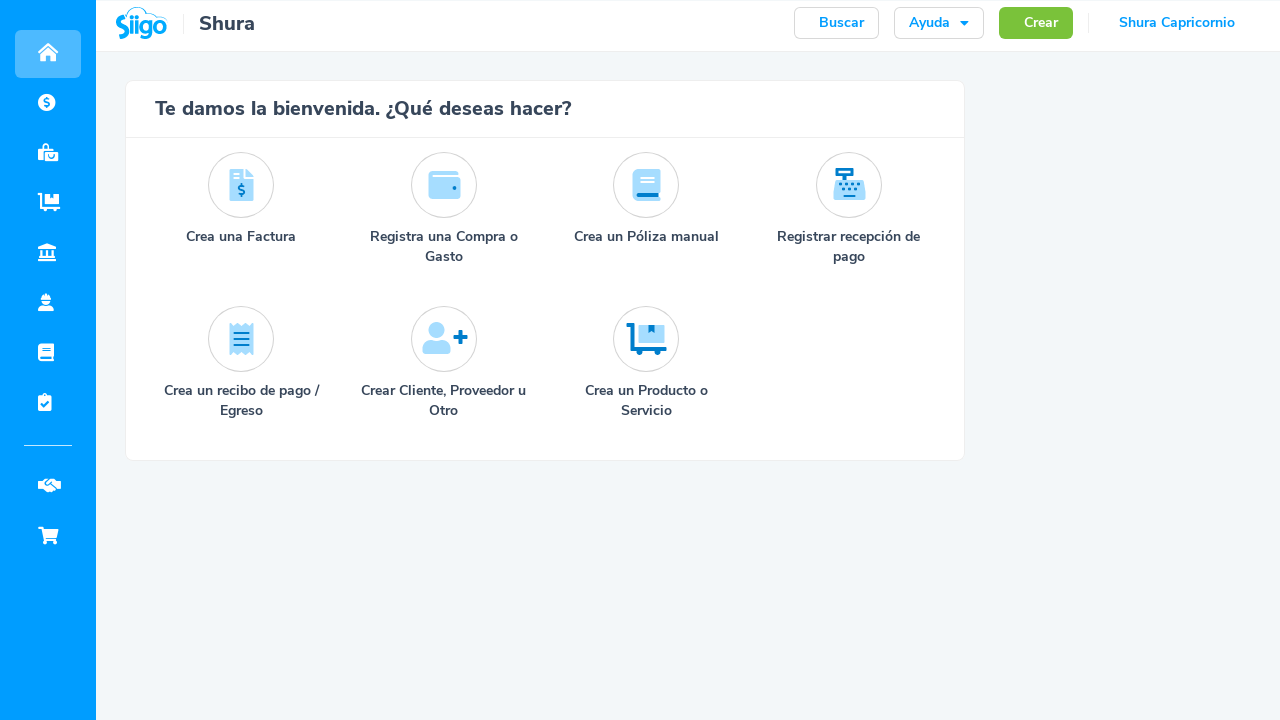 Siigo
Shura
Buscar
Ayuda
Crear
Shura Capricornio
Te damos la bienvenida. ¿Qué deseas hacer?
Crea una Factura
Registra una Compra o
Gasto
Crea un Póliza manual
Registrar recepción de
pago
Crea un recibo de pago /
Egreso
Crear Cliente, Proveedor u
Otro
Crea un Producto o
Servicio